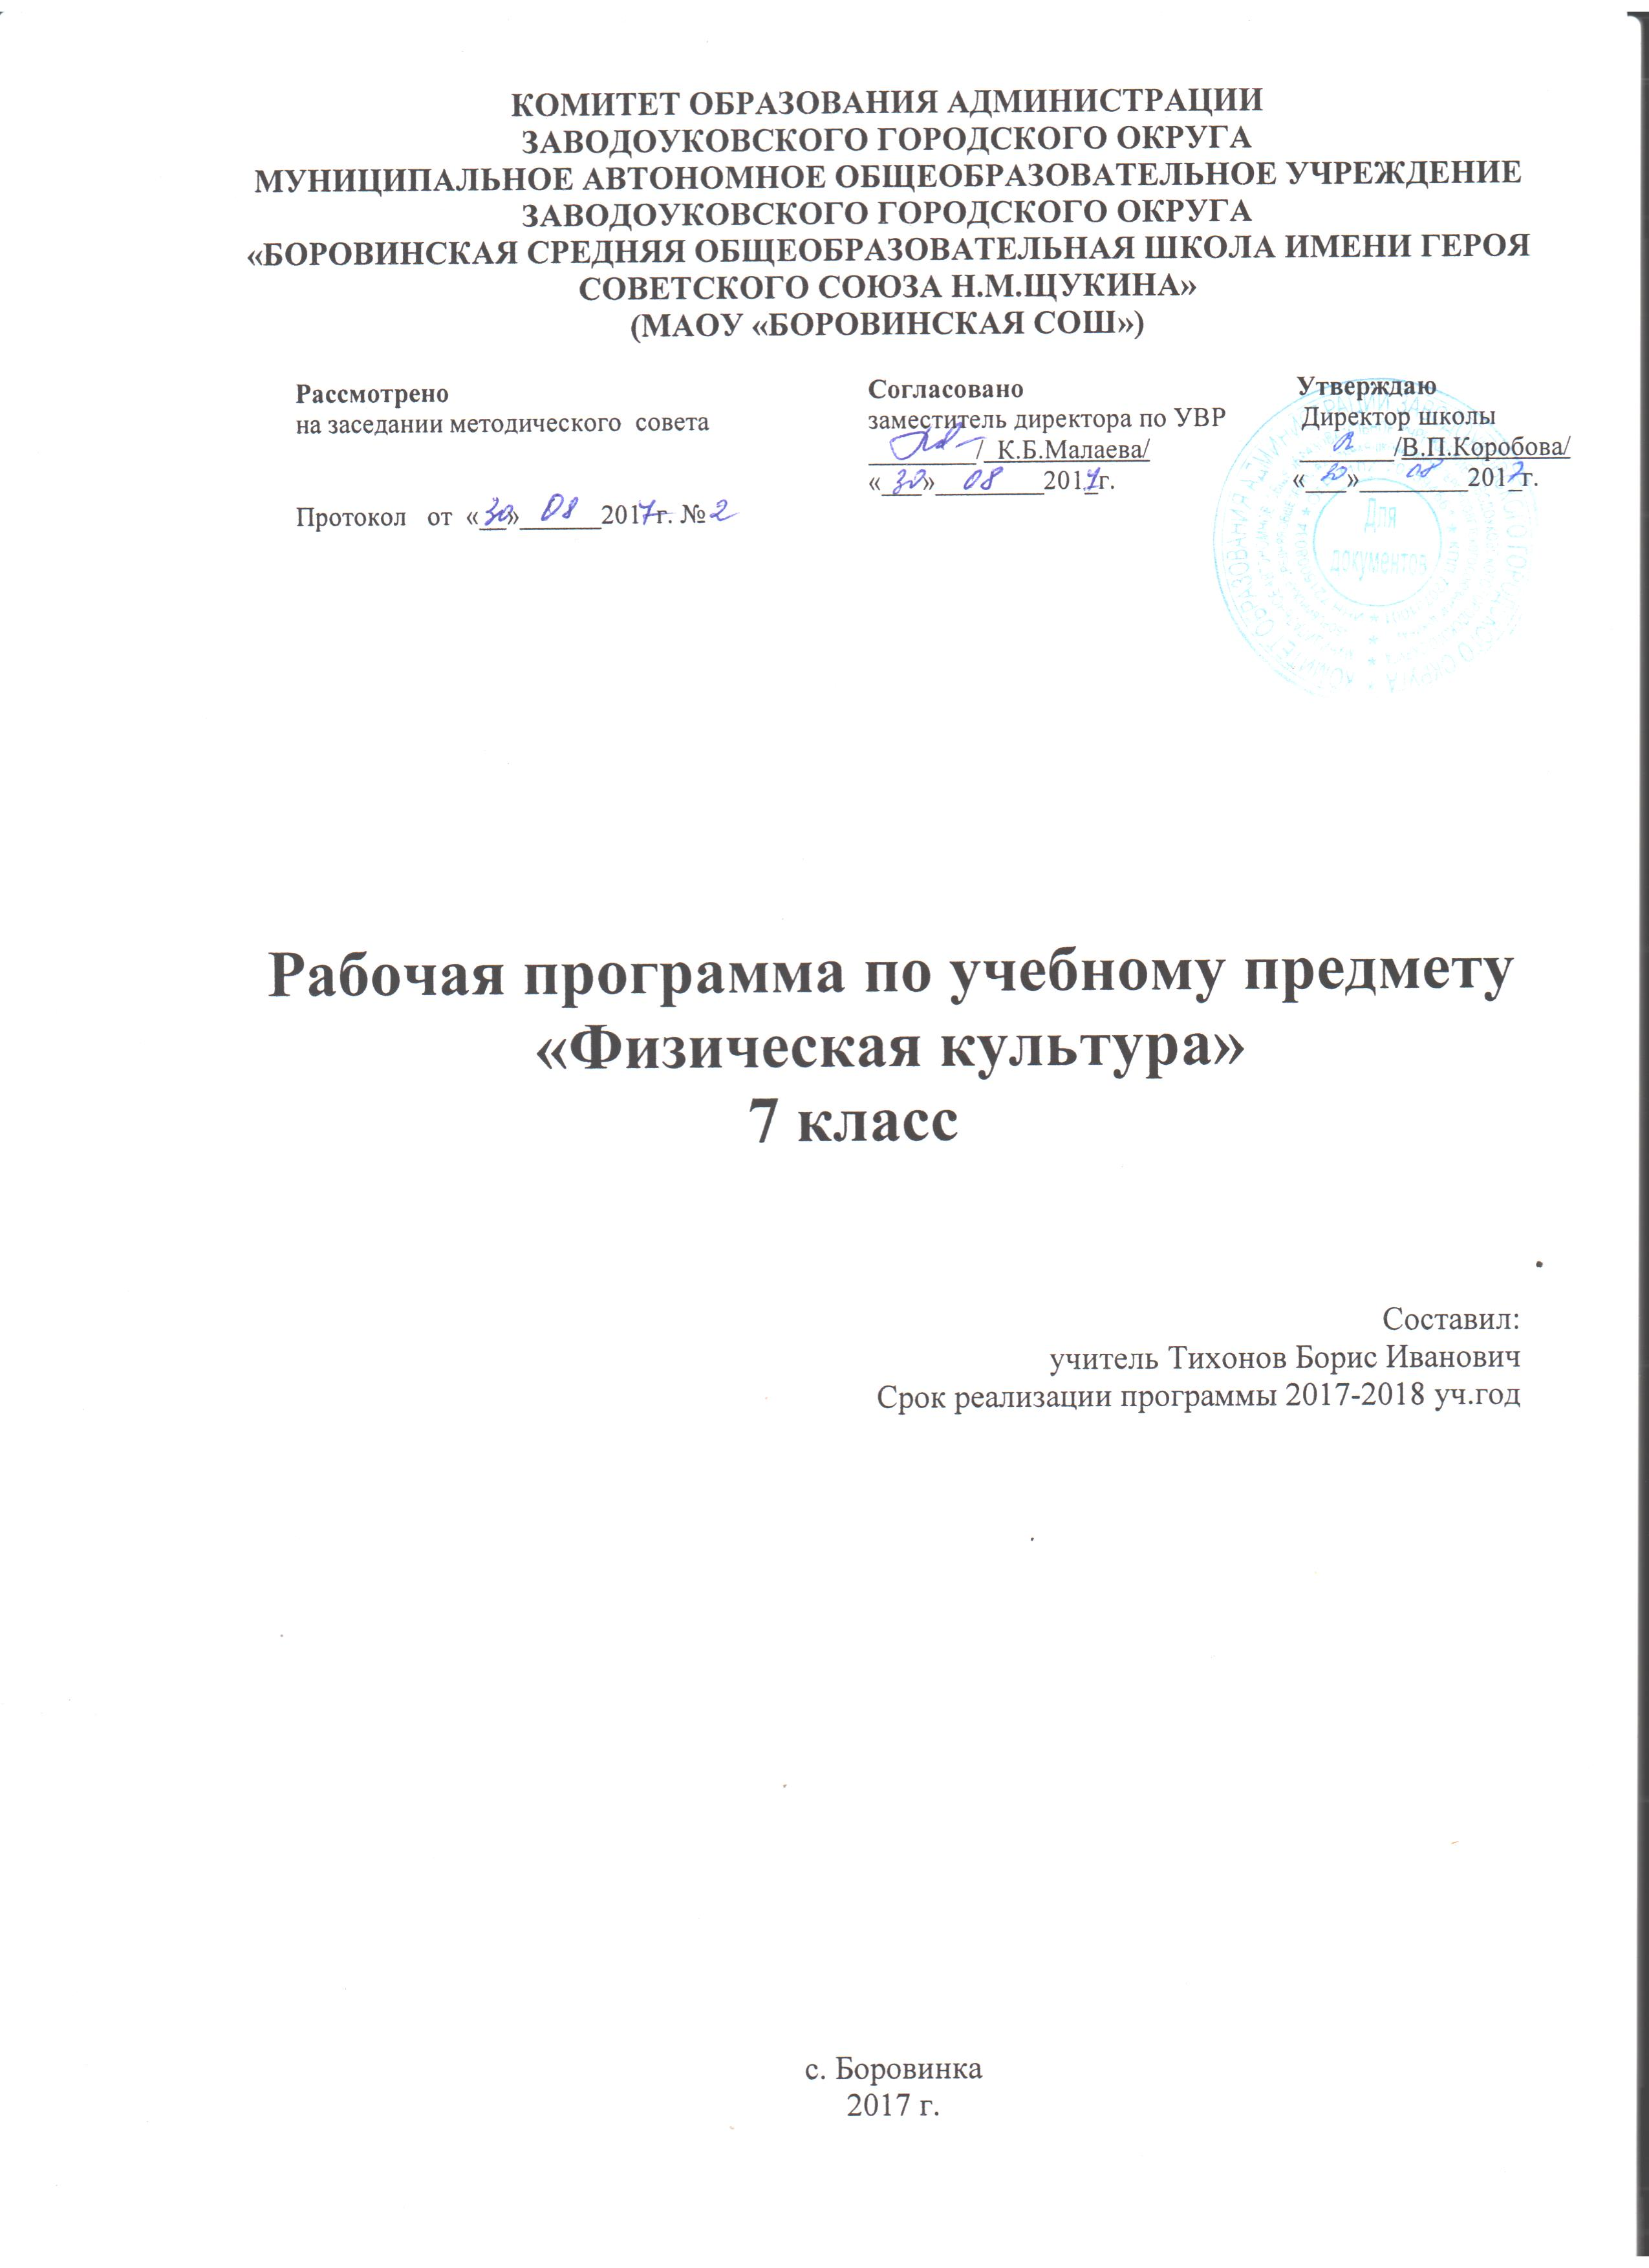 КОМИТЕТ ОБРАЗОВАНИЯ АДМИНИСТРАЦИИ
ЗАВОДОУКОВСКОГО ГОРОДСКОГО ОКРУГА
МУНИЦИПАЛЬНОЕ АВТОНОМНОЕ ОБЩЕОБРАЗОВАТЕЛЬНОЕ УЧРЕЖДЕНИЕ
ЗАВОДОУКОВСКОГО ГОРОДСКОГО ОКРУГА
«БОРОВИНСКАЯ СРЕДНЯЯ ОБЩЕОБРАЗОВАТЕЛЬНАЯ ШКОЛА ИМЕНИ ГЕРОЯ
СОВЕТСКОГО СОЮЗА Н.М.ЩУКИНА»
(МАОУ «БОРОВИНСКАЯ СОШ»)
Рассмотрено
на заседании методического совета
Протокол от «30» 08 2017г. № 2
Согласовано
заместитель директора по УВР
/ К.Б.Малаева/
«30» 08 2017г.
Утверждаю
Директор школы
/В.П.Коробова/
«30» 08 2017г.
Для
документов
Рабочая программа по учебному предмету
«Физическая культура»
7 класс
Составил:
учитель Тихонов Борис Иванович
Срок реализации программы 2017-2018 уч.год
с. Боровинка
2017 г.